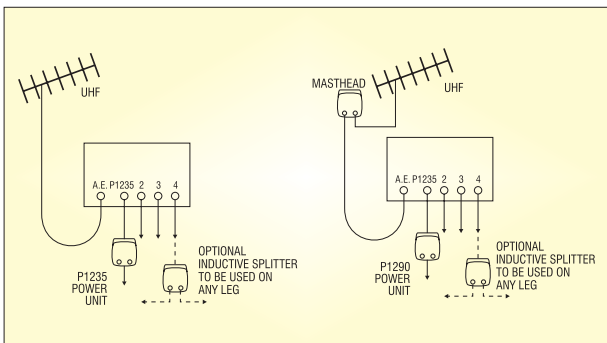 UHF
A.E. P1235 2 3 4
P1235
POWER
UNIT
OPTIONAL
INDUCTIVE SPLITTER
TO BE USED ON
ANY LEG
MASTHEAD
UHF
A.E. P1235 2 3 4
P1290
POWER
UNIT
OPTIONAL
INDUCTIVE SPLITTER
TO BE USED ON
ANY LEG